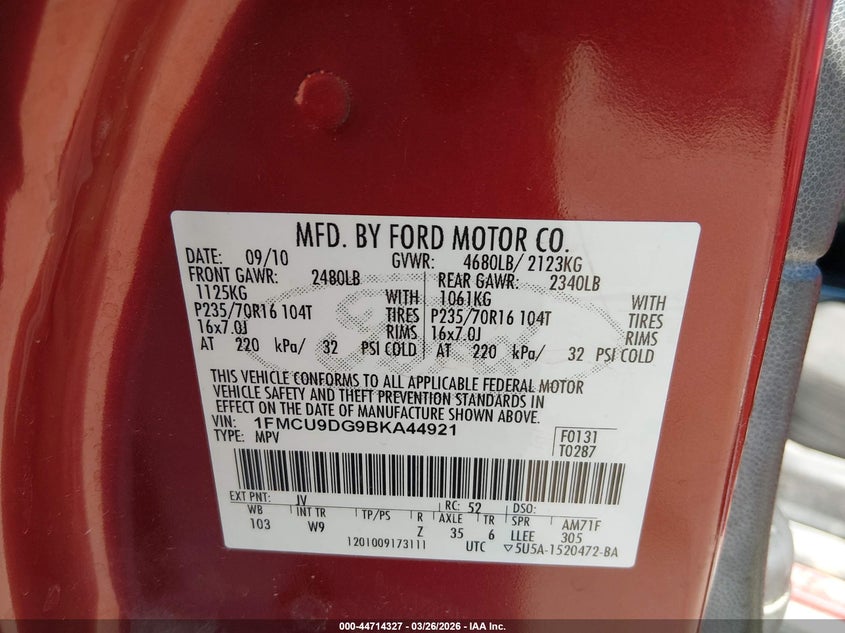 MFD. BY FORD MOTOR CO.
DATE: 09/10 GVWR: 4680LB/ 2123KG
FRONT GAWR: 2480LB REAR GAWR: 2340LB
1125KG WITH 1061KG WITH
P235/70R16 104T TIRES P235/70R16 104T TIRES
16x7.0J RIMS 16x7.0J RIMS
AT 220 kPa/ 32 PSI COLD AT 220 kPa/ 32 PSI COLD
THIS VEHICLE CONFORMS TO ALL APPLICABLE FEDERAL MOTOR
VEHICLE SAFETY AND THEFT PREVENTION STANDARDS IN
EFFECT ON THE DATE OF MANUFACTURE SHOWN ABOVE.
VIN: 1FMCU9DG9BKA44921 F0131
TYPE: MPV T0287
EXT PNT: JV RC: 52 DSO:
WB INT TR TP/PS R AXLE TR SPR AM71F
103 W9 Z 35 6 LLEE 305
1201009173111 UTC ▽5U5A-1520472-BA
000-44714327 - 03/26/2026 - IAA Inc.